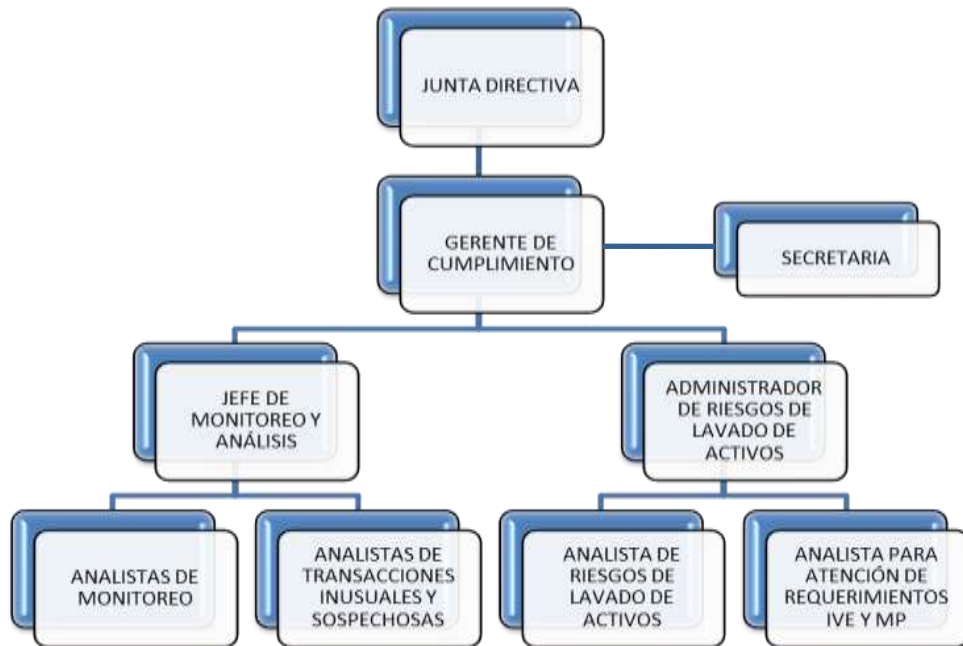 JUNTA DIRECTIVA
GERENTE DE
CUMPLIMIENTO
SECRETARIA
JEFE DE
MONITOREO Y
ANÁLISIS
ADMINISTRADOR
DE RIESGOS DE
LAVADO DE
ACTIVOS
ANALISTAS DE
MONITOREO
ANALISTAS DE
TRANSACCIONES
INUSUALES Y
SOSPECHOSAS
ANALISTA DE
RIESGOS DE
LAVADO DE
ACTIVOS
ANALISTA PARA
ATENCIÓN DE
REQUERIMIENTOS
IVE Y MP